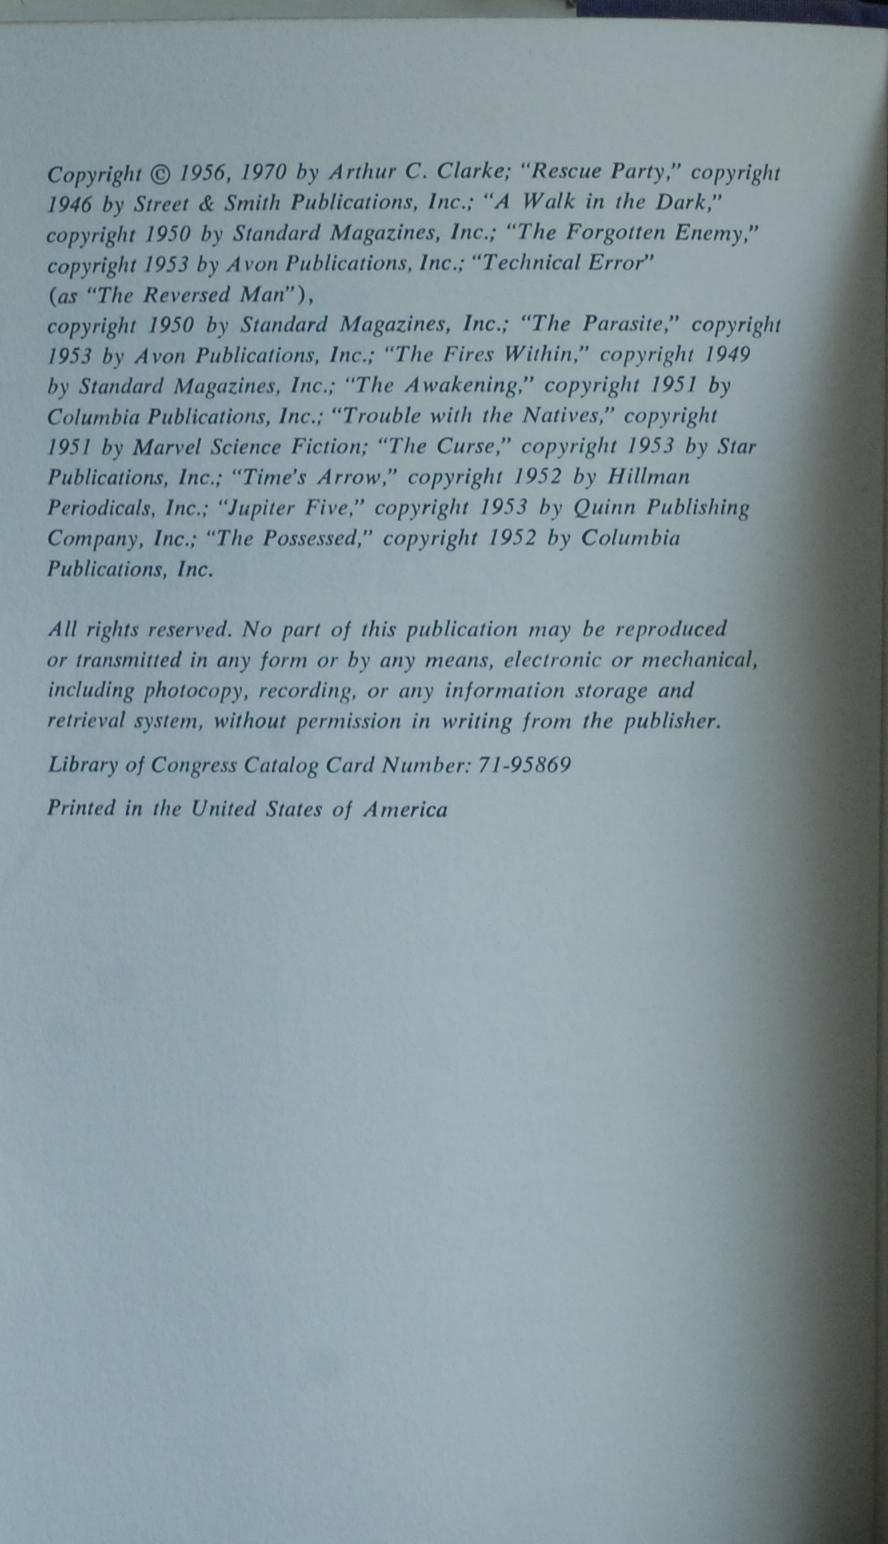 Copyright © 1956, 1970 by Arthur C. Clarke; “Rescue Party,” copyright
1946 by Street & Smith Publications, Inc.; “A Walk in the Dark,”
copyright 1950 by Standard Magazines, Inc.; “The Forgotten Enemy,”
copyright 1953 by Avon Publications, Inc.; “Technical Error”
(as “The Reversed Man”),
copyright 1950 by Standard Magazines, Inc.; “The Parasite,” copyright
1953 by Avon Publications, Inc.; “The Fires Within,” copyright 1949
by Standard Magazines, Inc.; “The Awakening,” copyright 1951 by
Columbia Publications, Inc.; “Trouble with the Natives,” copyright
1951 by Marvel Science Fiction; “The Curse,” copyright 1953 by Star
Publications, Inc.; “Time's Arrow,” copyright 1952 by Hillman
Periodicals, Inc.; “Jupiter Five,” copyright 1953 by Quinn Publishing
Company, Inc.; “The Possessed,” copyright 1952 by Columbia
Publications, Inc.
All rights reserved. No part of this publication may be reproduced
or transmitted in any form or by any means, electronic or mechanical,
including photocopy, recording, or any information storage and
retrieval system, without permission in writing from the publisher.
Library of Congress Catalog Card Number: 71-95869
Printed in the United States of America